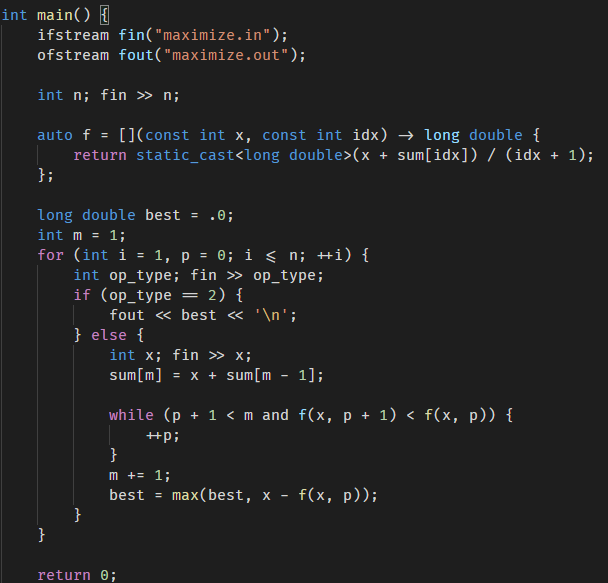 int main() {
    ifstream fin("maximize.in");
    ofstream fout("maximize.out");

    int n; fin >> n;

    auto f = [](const int x, const int idx) -> long double {
        return static_cast<long double>(x + sum[idx]) / (idx + 1);
    };

    long double best = .0;
    int m = 1;
    for (int i = 1, p = 0; i <= n; ++i) {
        int op_type; fin >> op_type;
        if (op_type == 2) {
            fout << best << '\n';
        } else {
            int x; fin >> x;
            sum[m] = x + sum[m - 1];

            while (p + 1 < m and f(x, p + 1) < f(x, p)) {
                ++p;
            }
            m += 1;
            best = max(best, x - f(x, p));
        }
    }

    return 0;